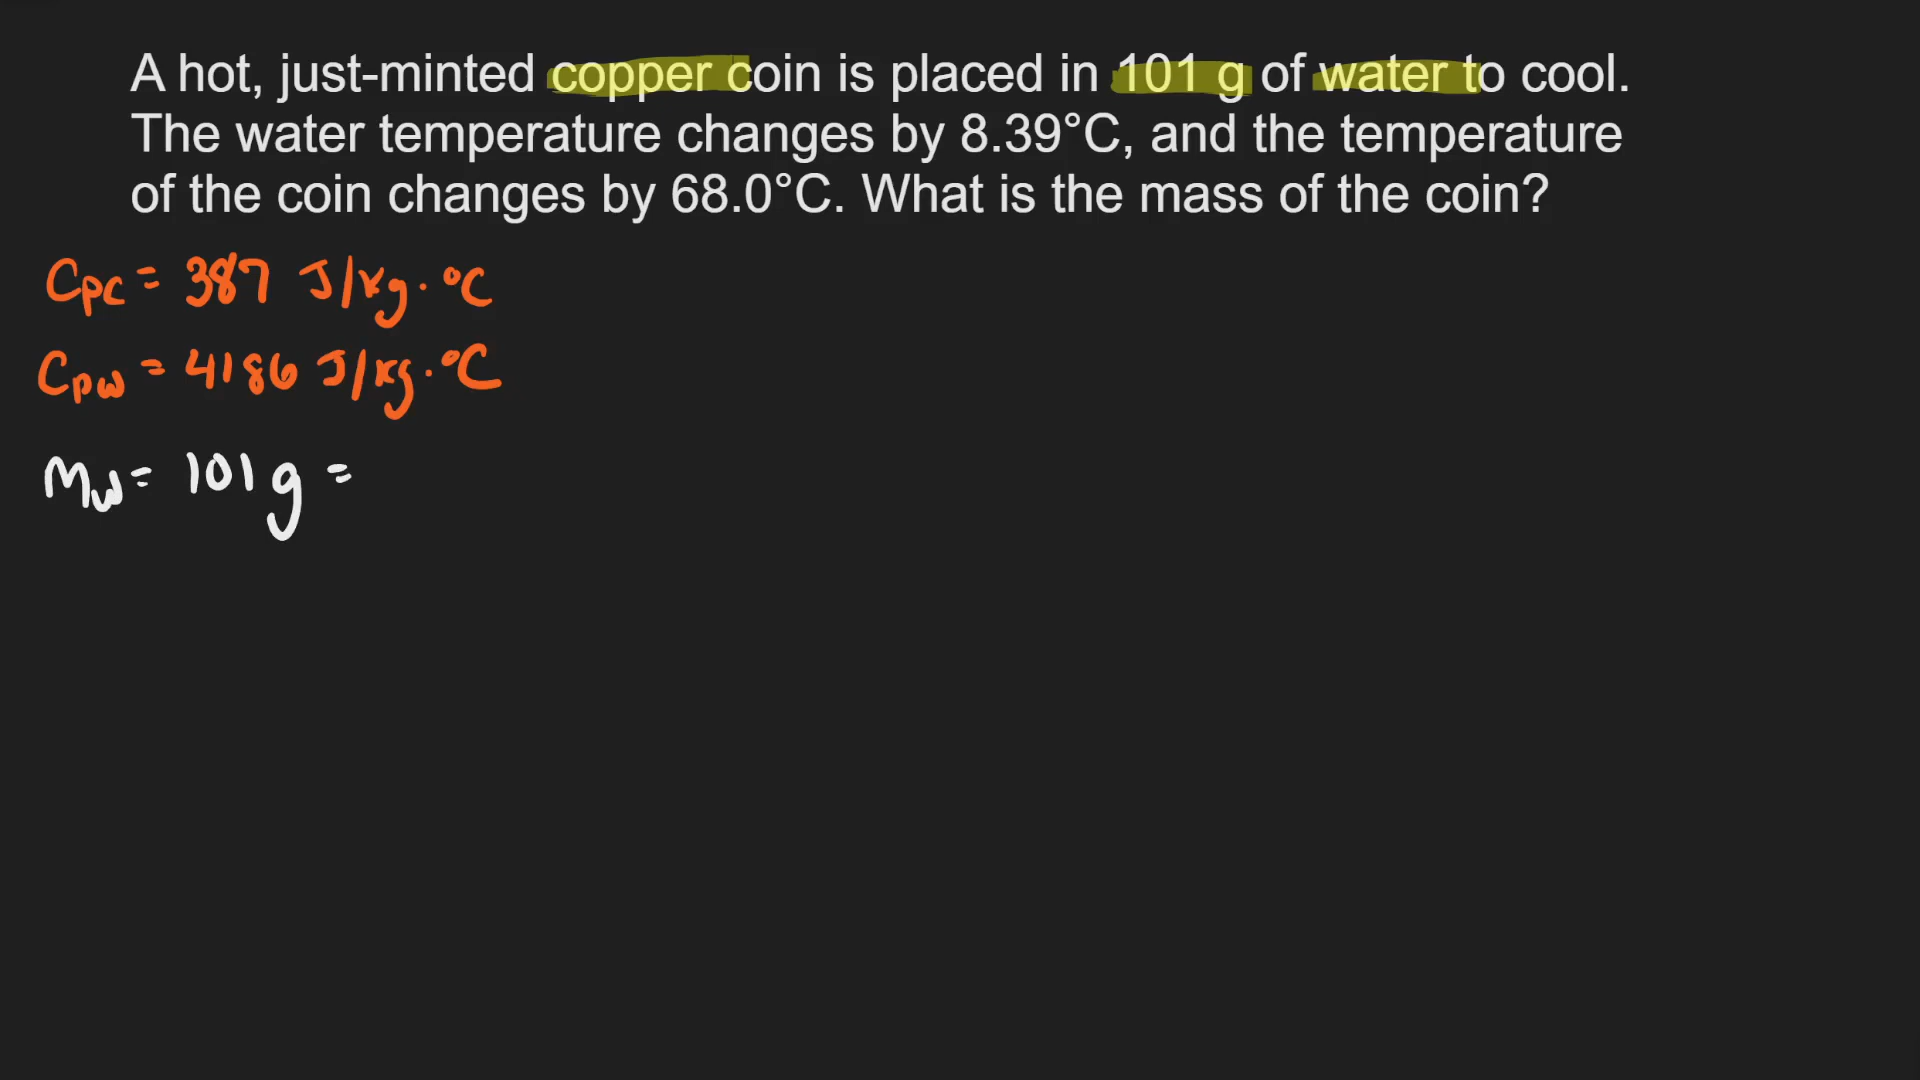 A hot, just-minted copper coin is placed in 101 g of water to cool.
The water temperature changes by 8.39°C, and the temperature
of the coin changes by 68.0°C. What is the mass of the coin?
Cpc = 387 J/kg·°C
Cpw = 4186 J/kg·°C
Mw = 101 g =